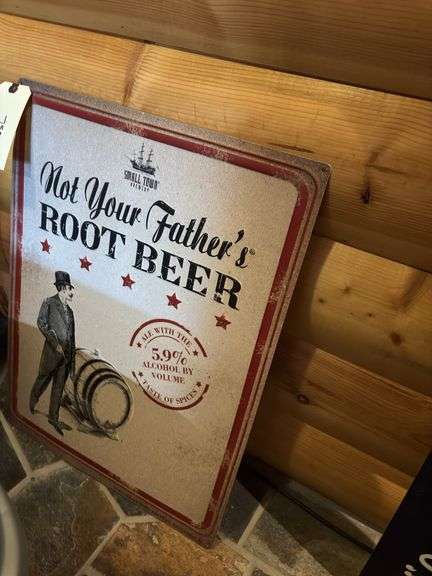 SMALL TOWN
BREWERY
Not Your Father's®
ROOT BEER
ALE WITH THE
5.9%
ALCOHOL BY
VOLUME
TASTE OF SPICES